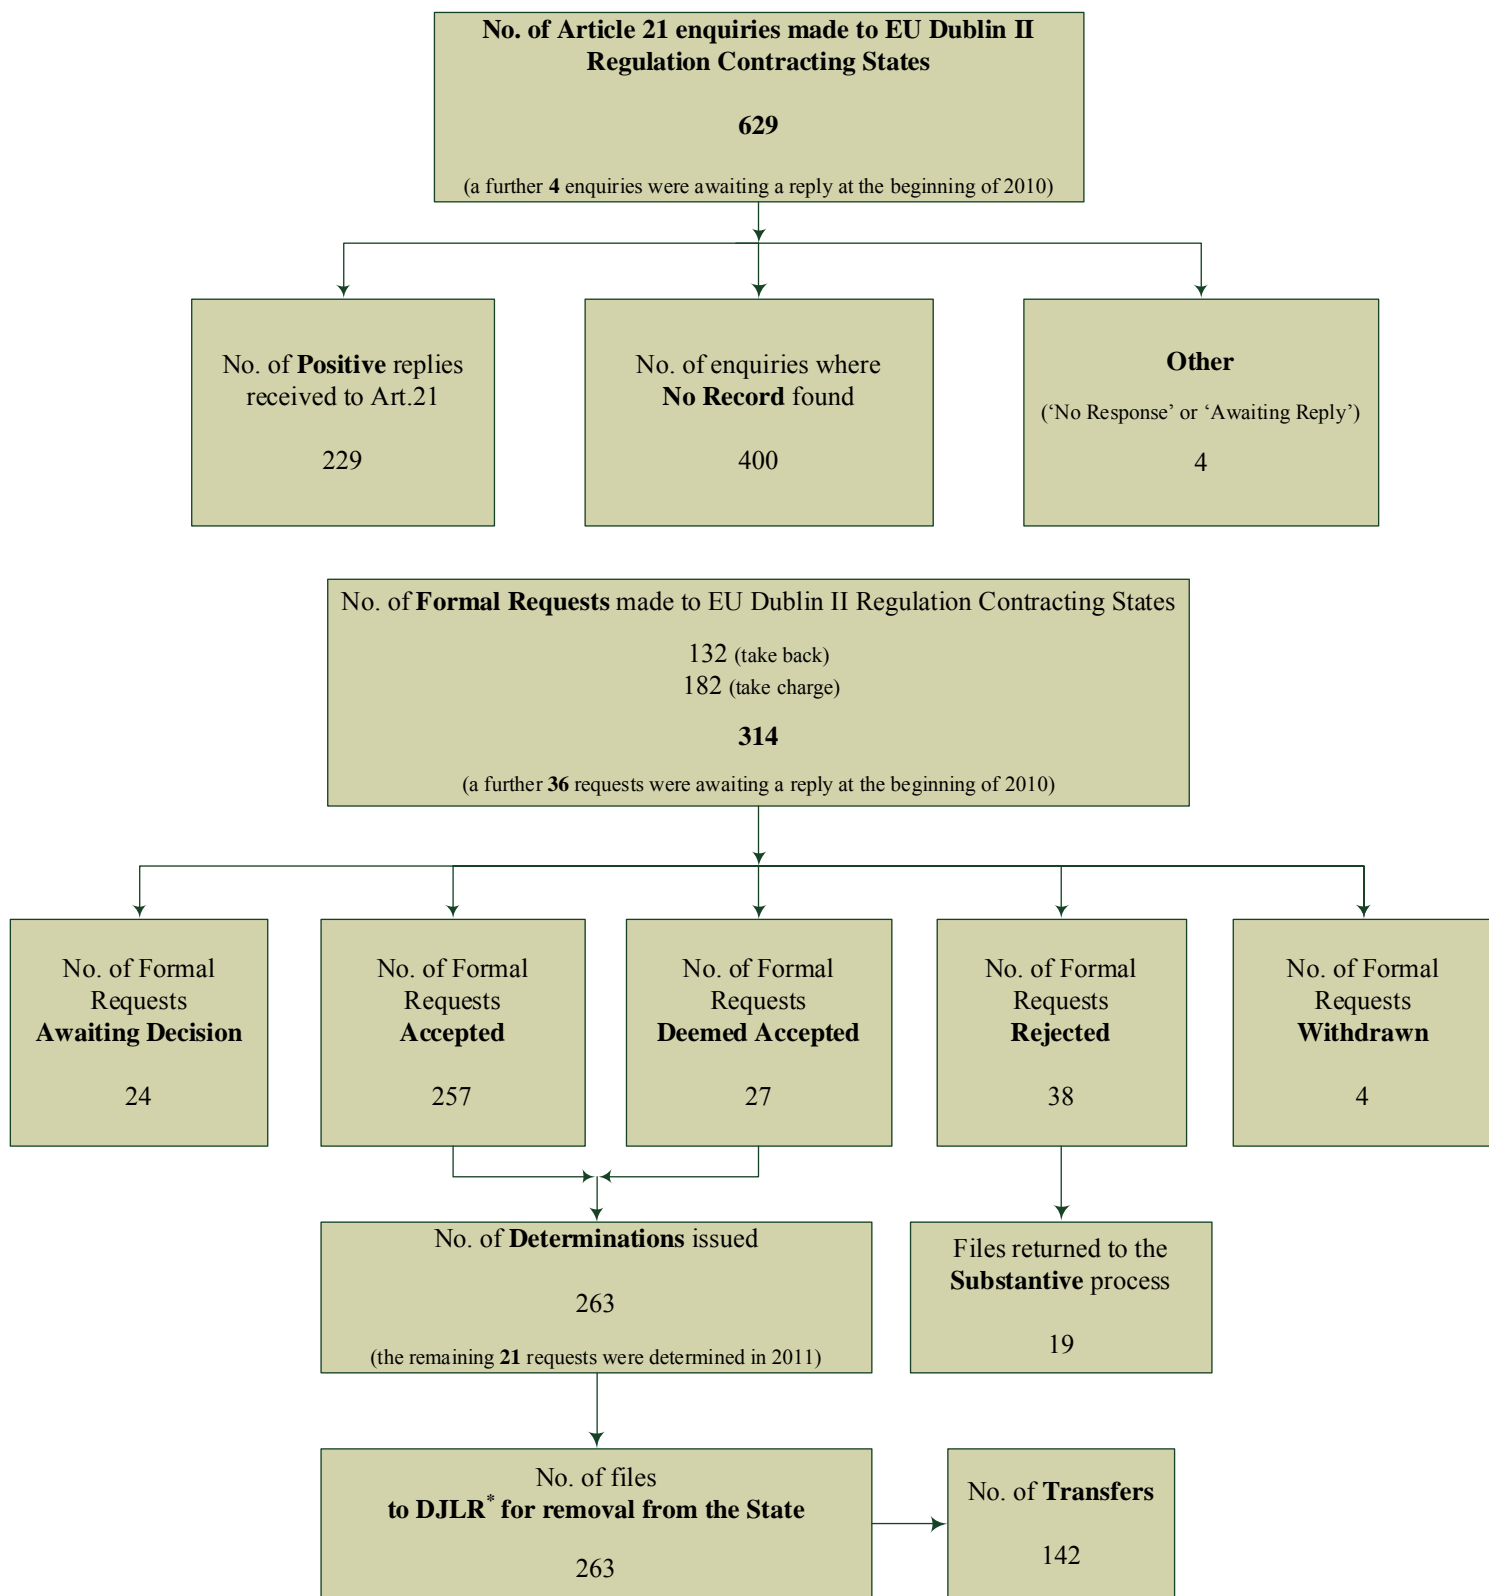 No. of Article 21 enquiries made to EU Dublin II
Regulation Contracting States
629
(a further 4 enquiries were awaiting a reply at the beginning of 2010)
No. of Positive replies
received to Art.21
229
No. of enquiries where
No Record found
400
Other
(‘No Response’ or ‘Awaiting Reply’)
4
No. of Formal Requests made to EU Dublin II Regulation Contracting States
132 (take back)
182 (take charge)
314
(a further 36 requests were awaiting a reply at the beginning of 2010)
No. of Formal
Requests
Awaiting Decision
24
No. of Formal
Requests
Accepted
257
No. of Formal
Requests
Deemed Accepted
27
No. of Formal
Requests
Rejected
38
No. of Formal
Requests
Withdrawn
4
No. of Determinations issued
263
(the remaining 21 requests were determined in 2011)
Files returned to the
Substantive process
19
No. of files
to DJLR* for removal from the State
263
No. of Transfers
142